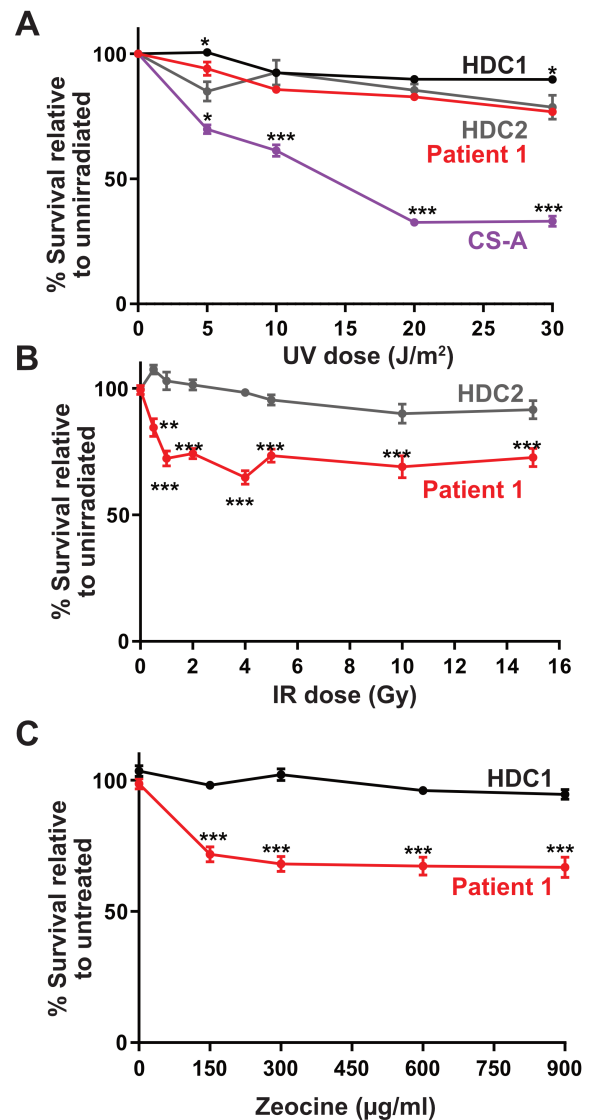 A
% Survival relative
to unnirradiated
100
50
0
*
*
HDC1
HDC2
Patient 1
*
***
***
***
CS-A
0 5 10 15 20 25 30
UV dose (J/m²)
B
% Survival relative
to unirradiated
100
50
0
HDC2
**
***
***
***
***
***
***
Patient 1
0 2 4 6 8 10 12 14 16
IR dose (Gy)
C
% Survival relative
to untreated
100
50
0
HDC1
***
***
***
***
Patient 1
0 150 300 450 600 750 900
Zeocine (µg/ml)